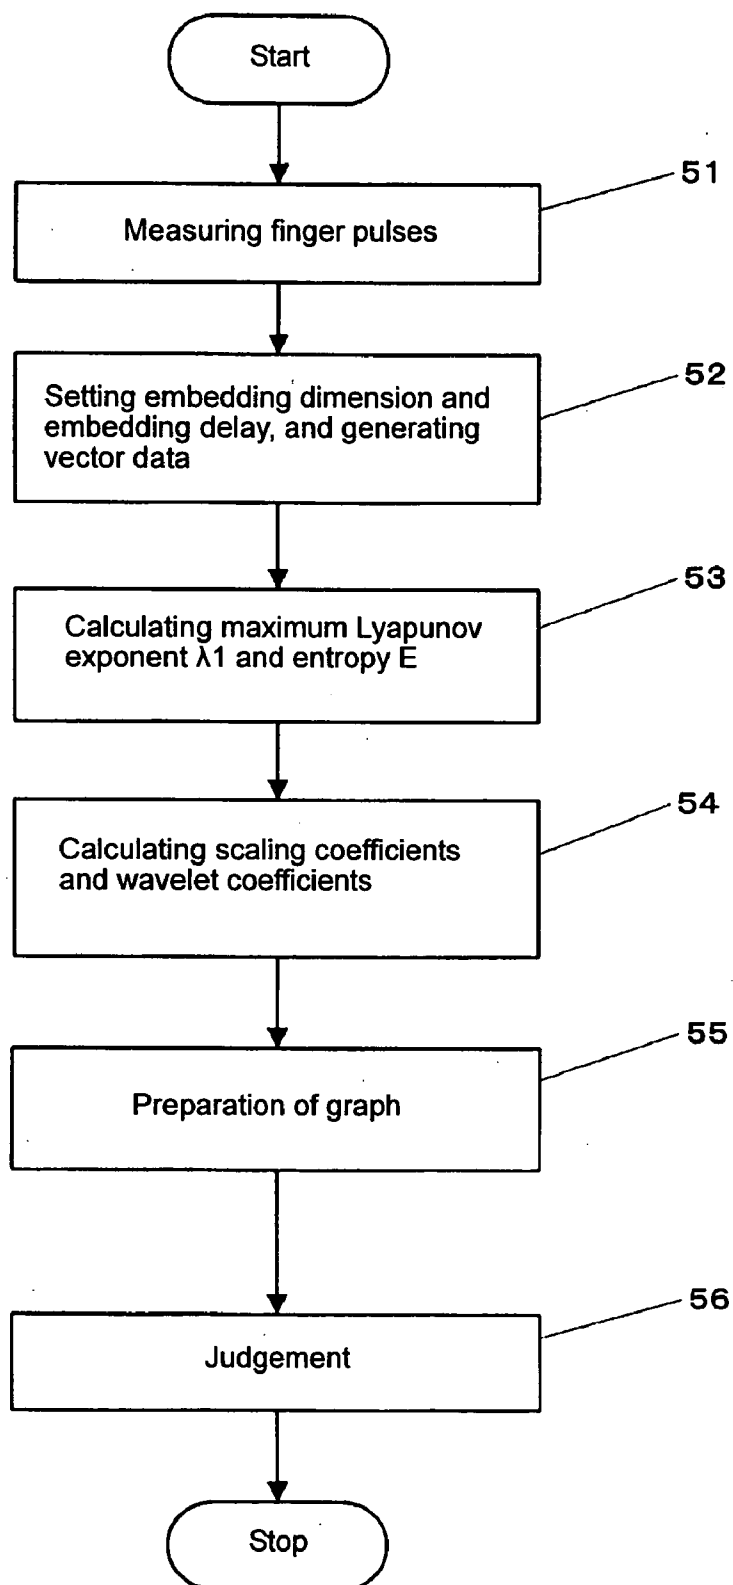 Start
51
Measuring finger pulses
52
Setting embedding dimension and
embedding delay, and generating
vector data
53
Calculating maximum Lyapunov
exponent λ1 and entropy E
54
Calculating scaling coefficients
and wavelet coefficients
55
Preparation of graph
56
Judgement
Stop